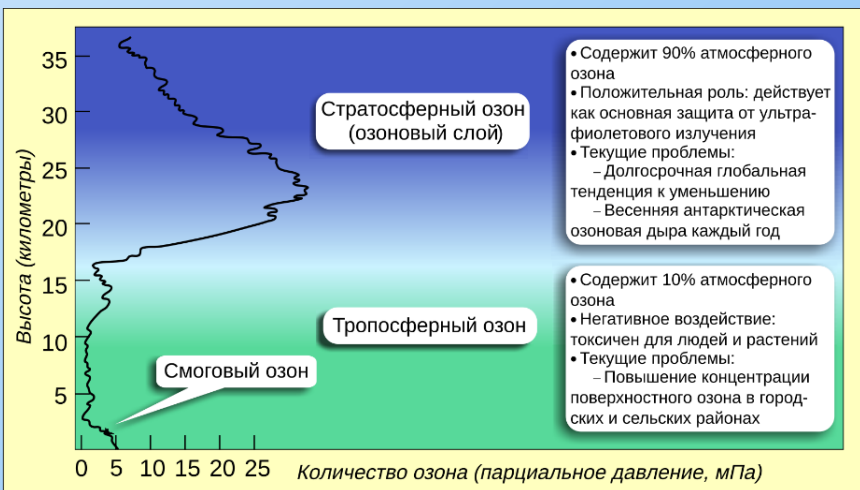 35
30
25
20
15
10
5
Высота (километры)
Стратосферный озон
(озоновый слой)
Тропосферный озон
Смоговый озон
• Содержит 90% атмосферного
озона
• Положительная роль: действует
как основная защита от ультра-
фиолетового излучения
• Текущие проблемы:
– Долгосрочная глобальная
тенденция к уменьшению
– Весенняя антарктическая
озоновая дыра каждый год
• Содержит 10% атмосферного
озона
• Негативное воздействие:
токсичен для людей и растений
• Текущие проблемы:
– Повышение концентрации
поверхностного озона в город-
ских и сельских районах
0 5 10 15 20 25
Количество озона (парциальное давление, мПа)